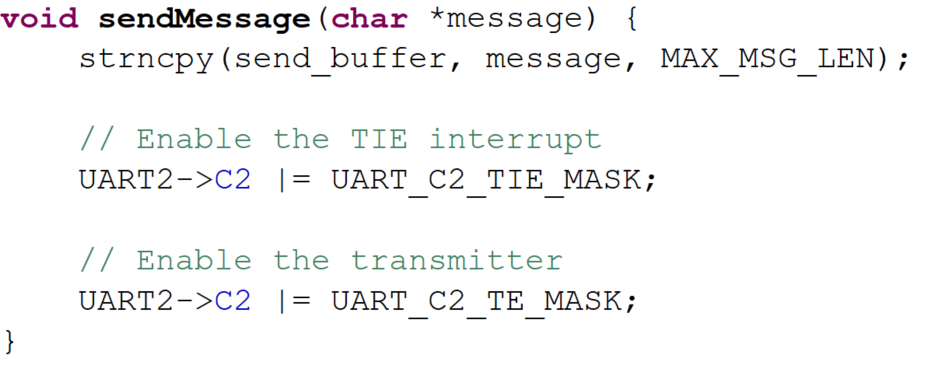 void sendMessage(char *message) {
    strncpy(send_buffer, message, MAX_MSG_LEN);

    // Enable the TIE interrupt
    UART2->C2 |= UART_C2_TIE_MASK;

    // Enable the transmitter
    UART2->C2 |= UART_C2_TE_MASK;
}